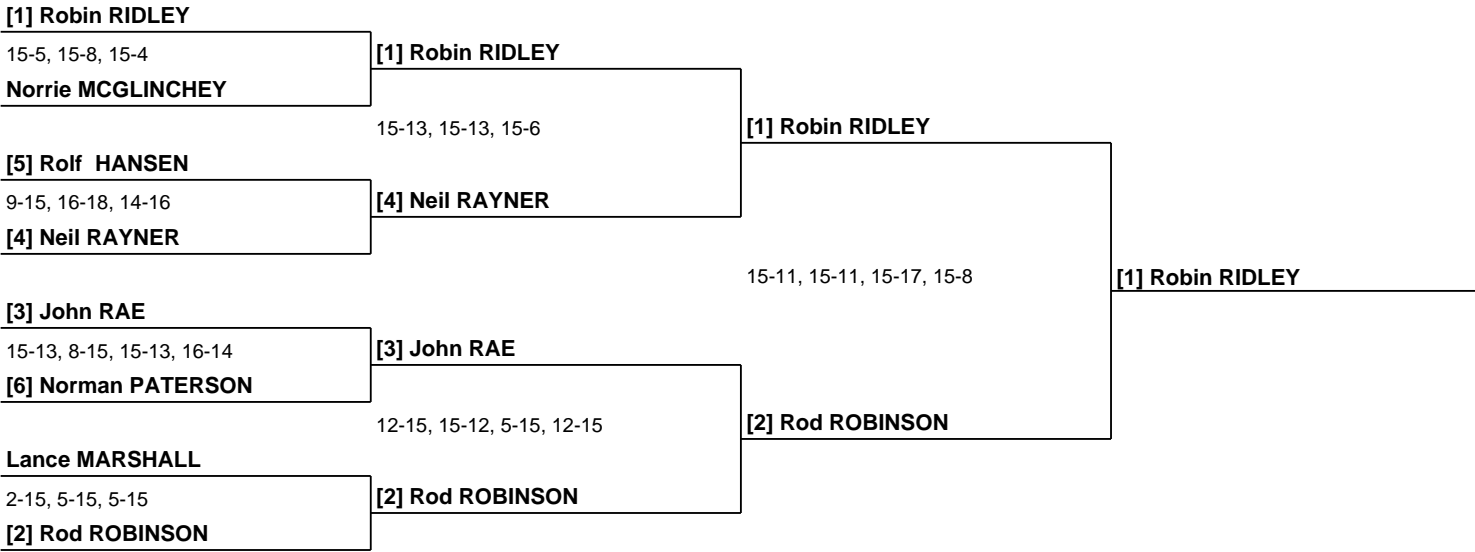 [1] Robin RIDLEY
15-5, 15-8, 15-4
[1] Robin RIDLEY
Norrie MCGLINCHEY
15-13, 15-13, 15-6
[1] Robin RIDLEY
[5] Rolf  HANSEN
9-15, 16-18, 14-16
[4] Neil RAYNER
[4] Neil RAYNER
15-11, 15-11, 15-17, 15-8
[1] Robin RIDLEY
[3] John RAE
15-13, 8-15, 15-13, 16-14
[3] John RAE
[6] Norman PATERSON
12-15, 15-12, 5-15, 12-15
[2] Rod ROBINSON
Lance MARSHALL
2-15, 5-15, 5-15
[2] Rod ROBINSON
[2] Rod ROBINSON